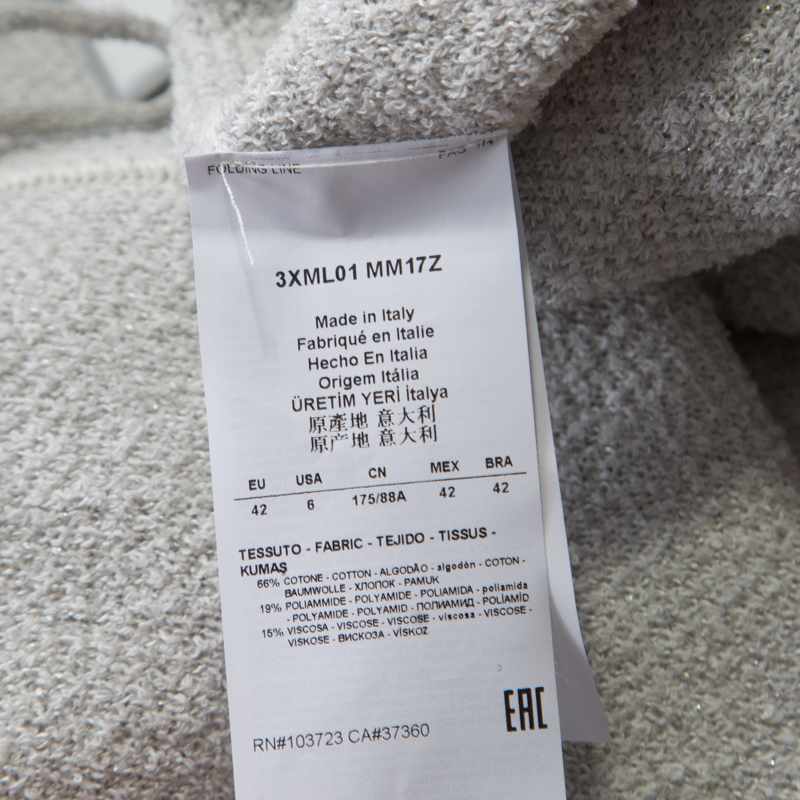 FOLDING LINE
3XML01 MM17Z
Made in Italy
Fabriqué en Italie
Hecho En Italia
Origem Itália
ÜRETİM YERİ İtalya
原產地 意大利
原产地 意大利
EU USA CN MEX BRA
42 6 175/88A 42 42
TESSUTO - FABRIC - TEJIDO - TISSUS -
KUMAŞ
66% COTONE - COTTON - ALGODÃO - algodòn - COTON -
BAUMWOLLE - ХЛОПОК - PAMUK
19% POLIAMMIDE - POLYAMIDE - POLIAMIDA - poliamida
- POLYAMIDE - POLYAMID - ПОЛИАМИД - POLİAMİD
15% VISCOSA - VISCOSE - VISCOSE - viscosa - VISCOSE -
VISKOSE - ВИСКОЗА - VİSKOZ
EAC
RN#103723 CA#37360